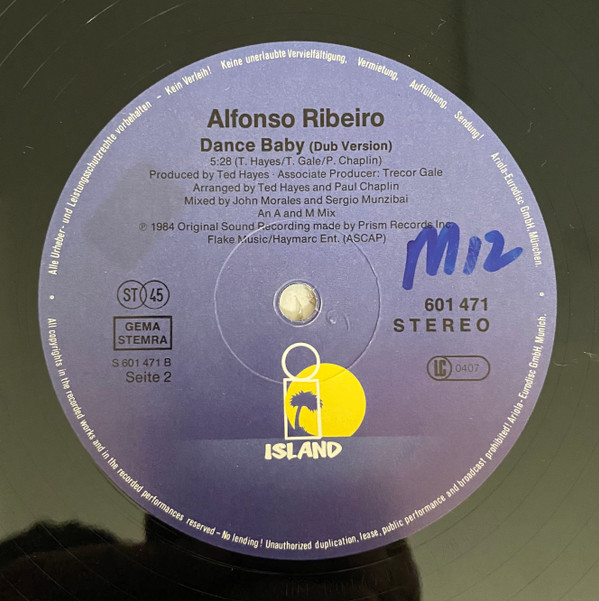 Alle Urheber- und Leistungsschutzrechte vorbehalten – Kein Verleih! Keine unerlaubte Vervielfältigung, Vermietung, Aufführung, Sendung! Ariola-Eurodisc GmbH, München.
Alfonso Ribeiro
Dance Baby (Dub Version)
5:28 (T. Hayes/T. Gale/P. Chaplin)
Produced by Ted Hayes · Associate Producer: Trecor Gale
Arranged by Ted Hayes and Paul Chaplin
Mixed by John Morales and Sergio Munzibai
An A and M Mix
℗ 1984 Original Sound Recording made by Prism Records Inc.
Flake Music/Haymarc Ent. (ASCAP)
M12
ST 45
601 471
STEREO
GEMA
STEMRA
S 601 471 B
Seite 2
LC 0407
ISLAND
All copyrights in the recorded works and in the recorded performances reserved – No lending! Unauthorized duplication, lease, public performance and broadcast prohibited! Ariola-Eurodisc GmbH, Munich.